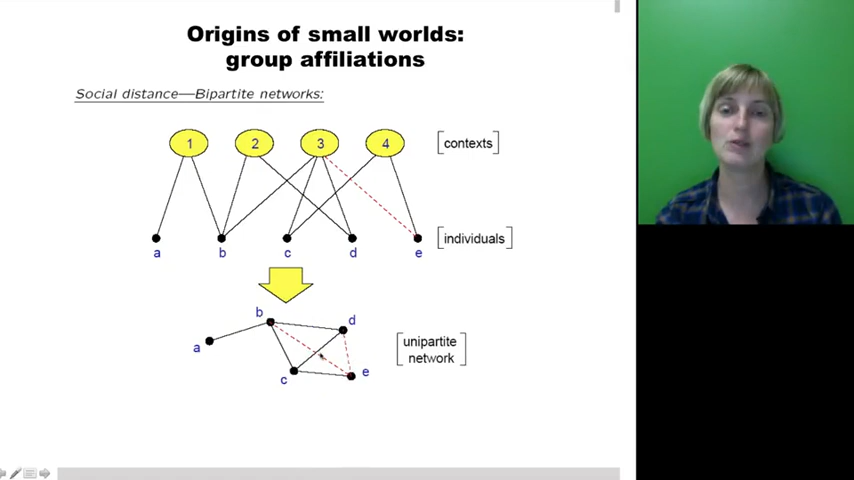 Origins of small worlds:
group affiliations
Social distance—Bipartite networks:
1 2 3 4 [contexts]
a b c d e [individuals]
b d
a
c e
[unipartite
network]